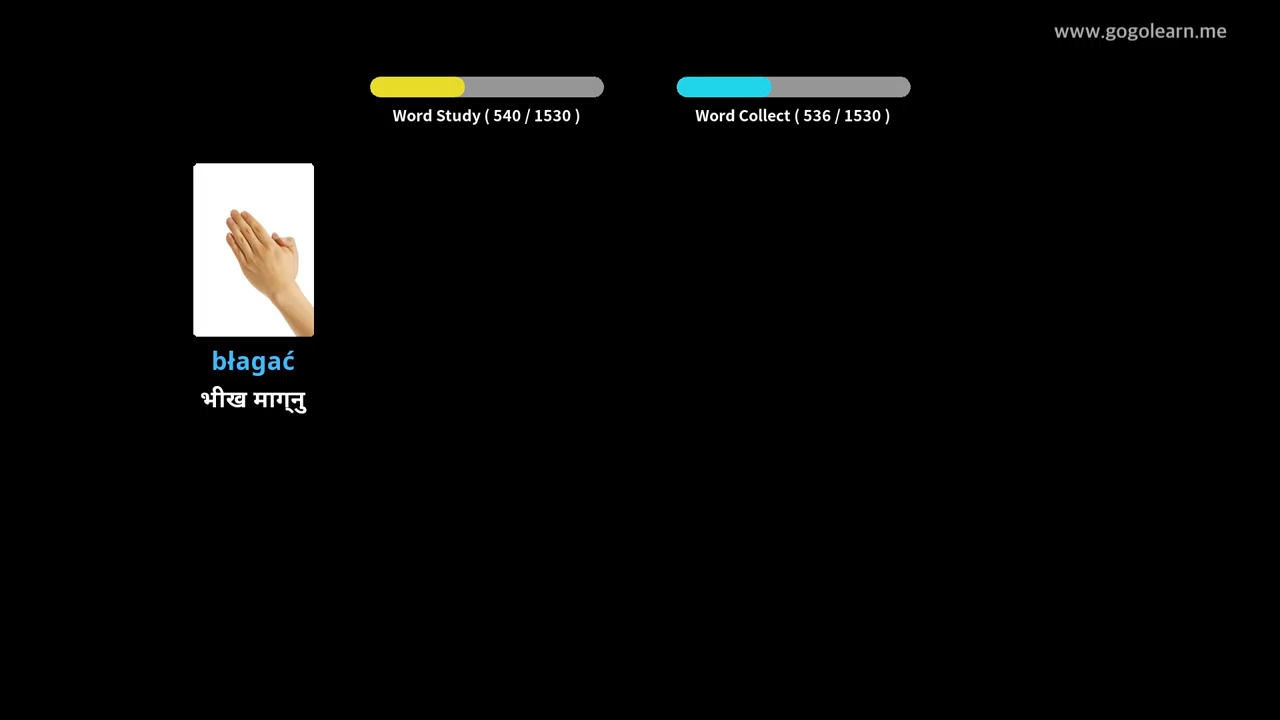 www.gogolearn.me
Word Study ( 540 / 1530 )
Word Collect ( 536 / 1530 )
błagać
भीख माग्नु